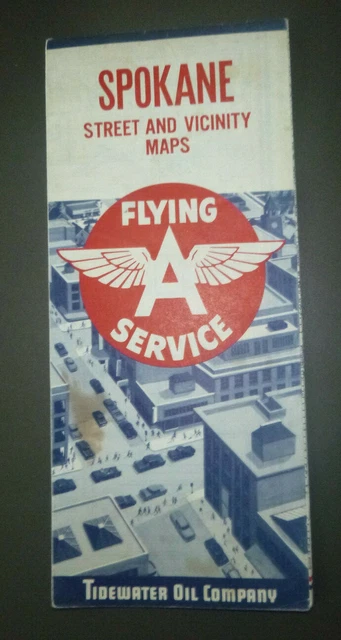 SPOKANE
STREET AND VICINITY
MAPS
FLYING
A
SERVICE
TIDEWATER OIL COMPANY